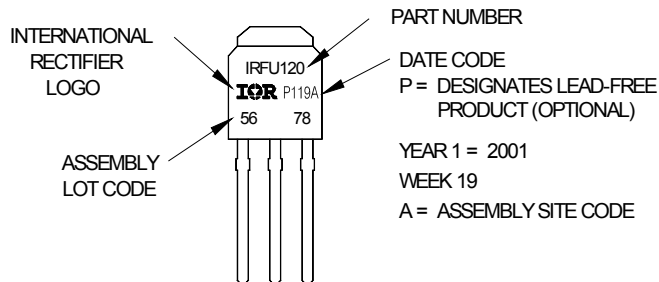 INTERNATIONAL
RECTIFIER
LOGO
ASSEMBLY
LOT CODE
IRFU120
IOR P119A
56 78
PART NUMBER
DATE CODE
P = DESIGNATES LEAD-FREE
PRODUCT (OPTIONAL)
YEAR 1 = 2001
WEEK 19
A = ASSEMBLY SITE CODE